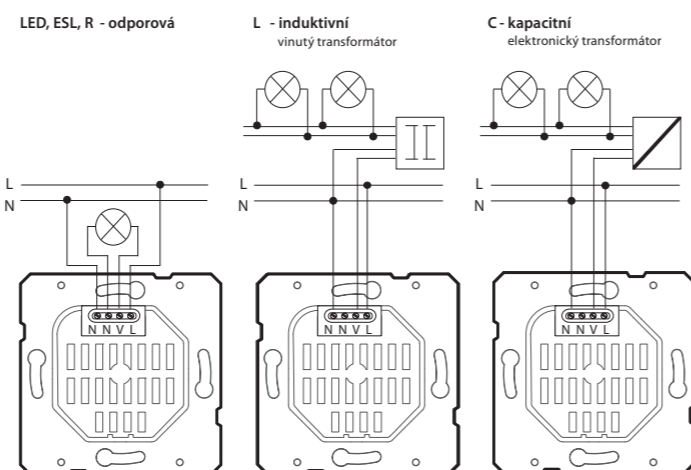 LED, ESL, R - odporová
L - induktivní
vinutý transformátor
C - kapacitní
elektronický transformátor
L
N
N N V L
L
N
N N V L
L
N
N N V L